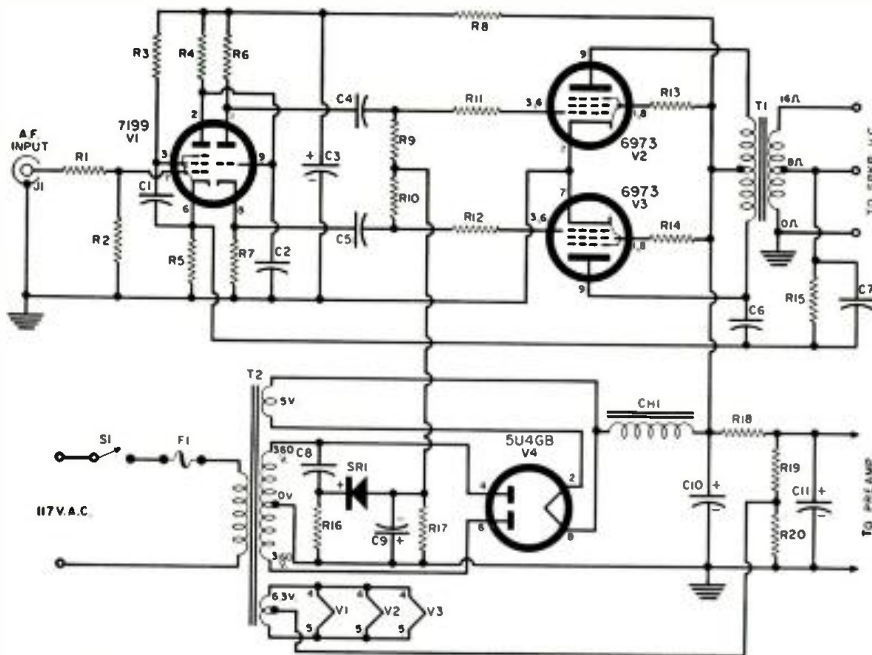 R8
9
R3
R4
R6
R13
T1
16Ω
C4
3,6
R11
1,8
2
7199
V1
A.F.
INPUT
R9
6973
V2
8Ω
3
9
C3
R1
J1
6973
V3
7
C1
R10
C5
R12
3,6
R14
0Ω
6
8
1,8
R2
R5
R7
C2
9
C6
R15
C7
T2
5V
CH1
R18
S1
F1
360
C8
SR1
5U4GB
V4
4
2
0V
C10
R19
C11
TO PREAMP
117 V.A.C.
R16
C9
R17
6
8
R20
360
V
6.3V
4
4
4
V1
V2
V3
5
5
5